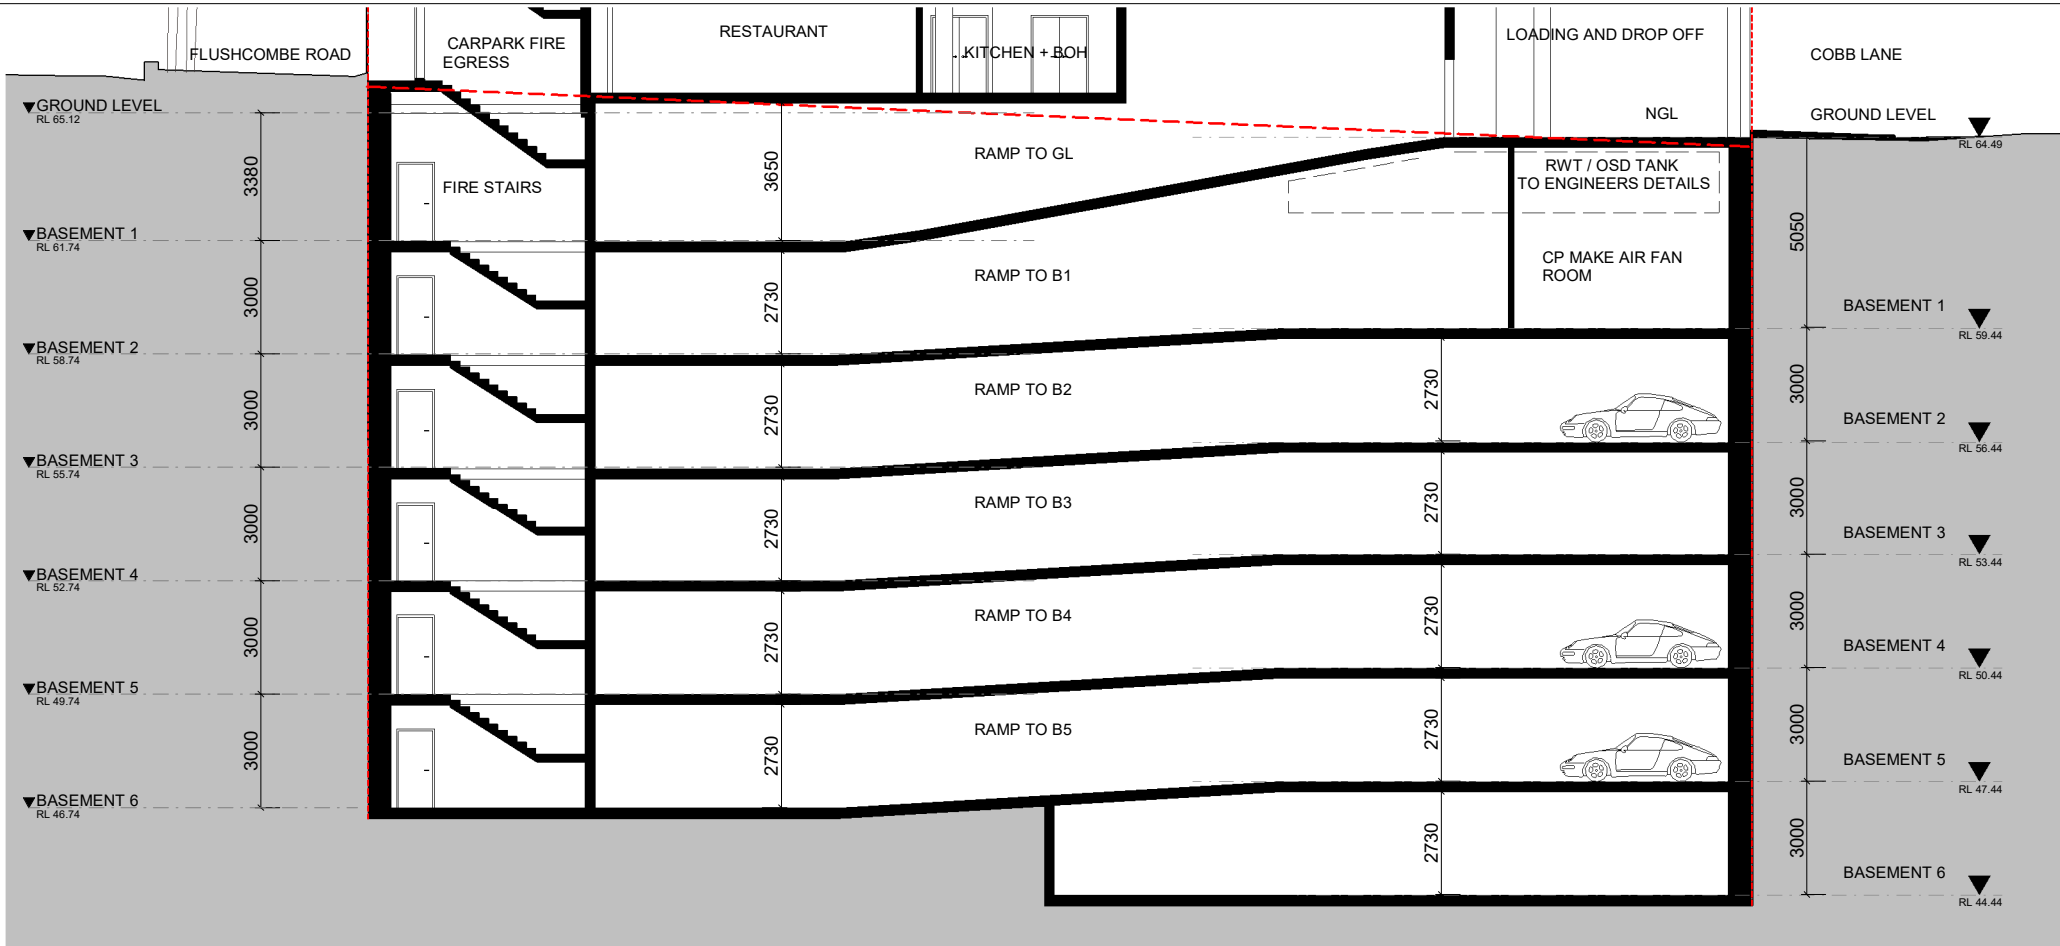 FLUSHCOMBE ROAD
CARPARK FIRE
EGRESS
RESTAURANT
KITCHEN + BOH
LOADING AND DROP OFF
COBB LANE
GROUND LEVEL
RL 65.12
NGL
GROUND LEVEL
RL 64.49
3380
FIRE STAIRS
3650
RAMP TO GL
RWT / OSD TANK
TO ENGINEERS DETAILS
5050
BASEMENT 1
RL 61.74
3000
2730
RAMP TO B1
CP MAKE AIR FAN
ROOM
BASEMENT 1
RL 59.44
BASEMENT 2
RL 58.74
3000
2730
RAMP TO B2
2730
3000
BASEMENT 2
RL 56.44
BASEMENT 3
RL 55.74
3000
2730
RAMP TO B3
2730
3000
BASEMENT 3
RL 53.44
BASEMENT 4
RL 52.74
3000
2730
RAMP TO B4
2730
3000
BASEMENT 4
RL 50.44
BASEMENT 5
RL 49.74
3000
2730
RAMP TO B5
2730
3000
BASEMENT 5
RL 47.44
BASEMENT 6
RL 46.74
2730
3000
BASEMENT 6
RL 44.44